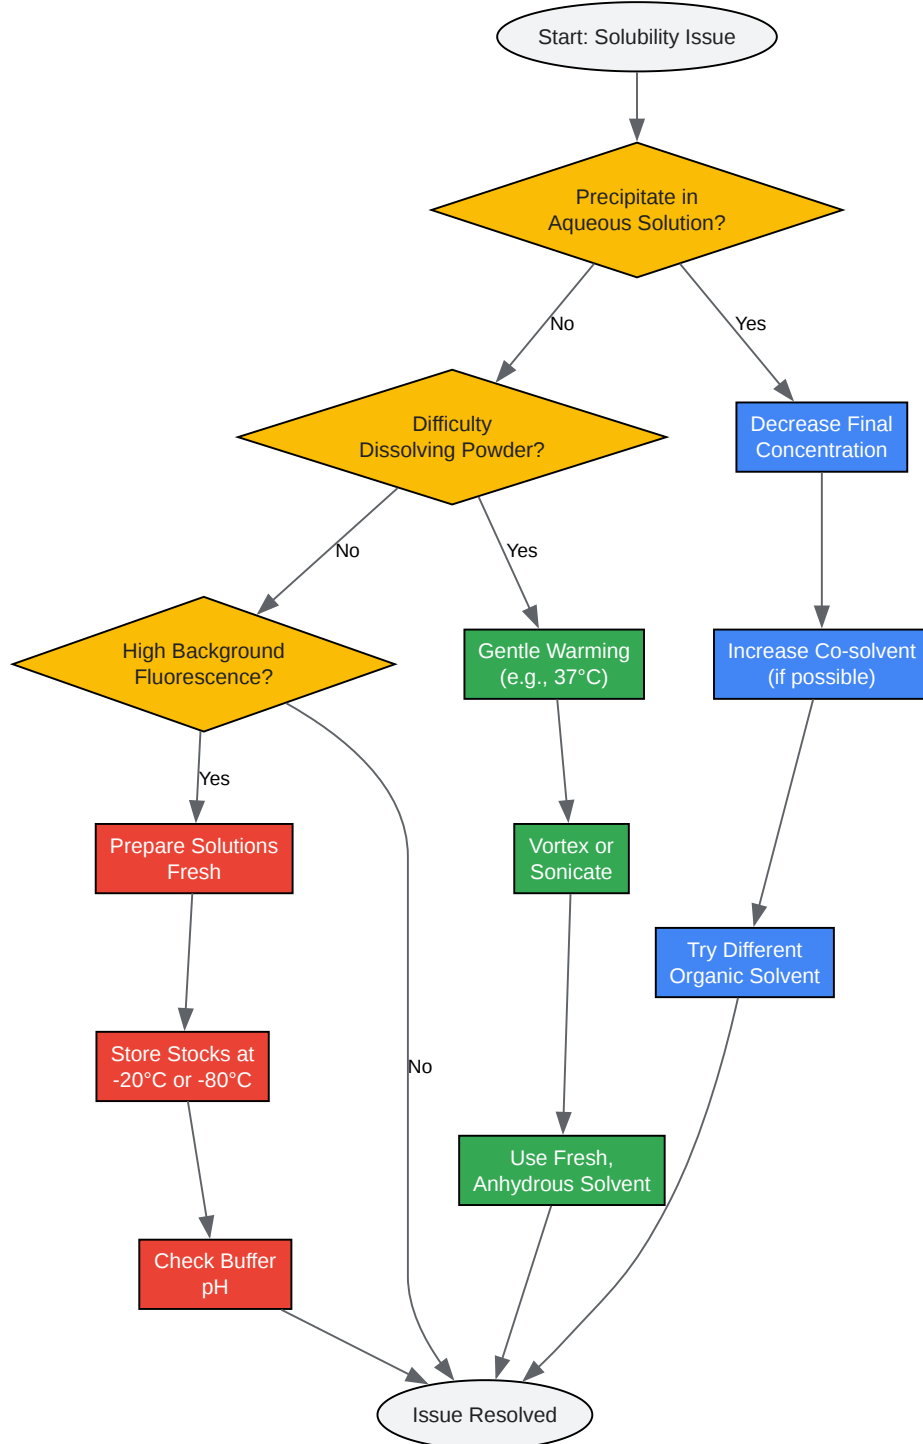 Start: Solubility Issue
Precipitate in
Aqueous Solution?
No
Yes
Difficulty
Dissolving Powder?
Decrease Final
Concentration
No
Yes
High Background
Fluorescence?
Gentle Warming
(e.g., 37°C)
Increase Co-solvent
(if possible)
Yes
Prepare Solutions
Fresh
Vortex or
Sonicate
Try Different
Organic Solvent
Store Stocks at
-20°C or -80°C
No
Use Fresh,
Anhydrous Solvent
Check Buffer
pH
Issue Resolved